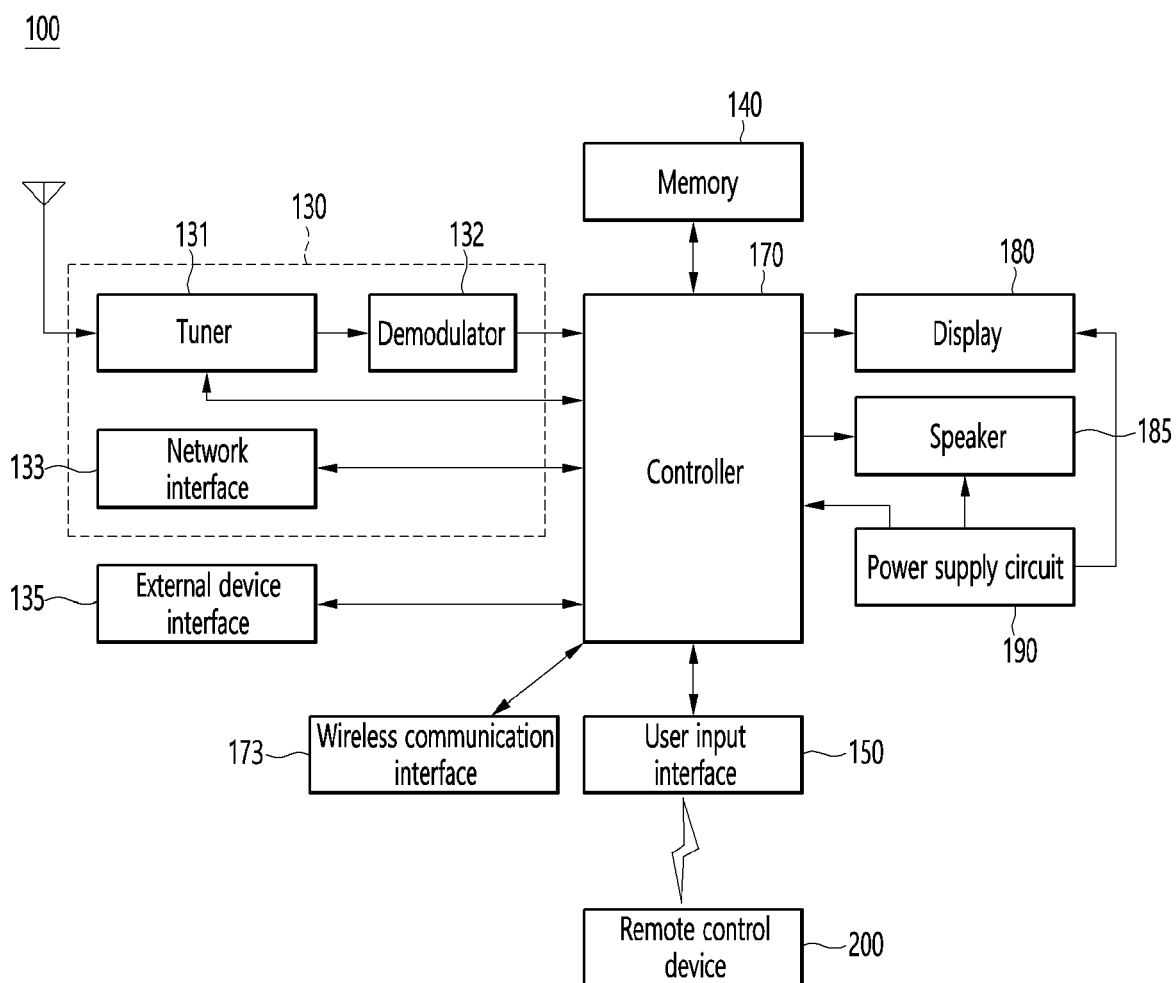 100
140
Memory
130
131
132
170
180
Tuner
Demodulator
Display
Network
interface
133
Controller
Speaker
185
External device
interface
135
Power supply circuit
190
Wireless communication
interface
173
User input
interface
150
Remote control
device
200